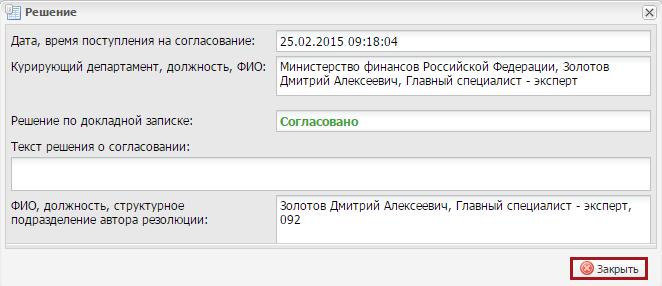 Решение
Дата, время поступления на согласование:
25.02.2015 09:18:04
Курирующий департамент, должность, ФИО:
Министерство финансов Российской Федерации, Золотов
Дмитрий Алексеевич, Главный специалист - эксперт
Решение по докладной записке:
Согласовано
Текст решения о согласовании:
ФИО, должность, структурное
подразделение автора резолюции:
Золотов Дмитрий Алексеевич, Главный специалист - эксперт,
092
Закрыть